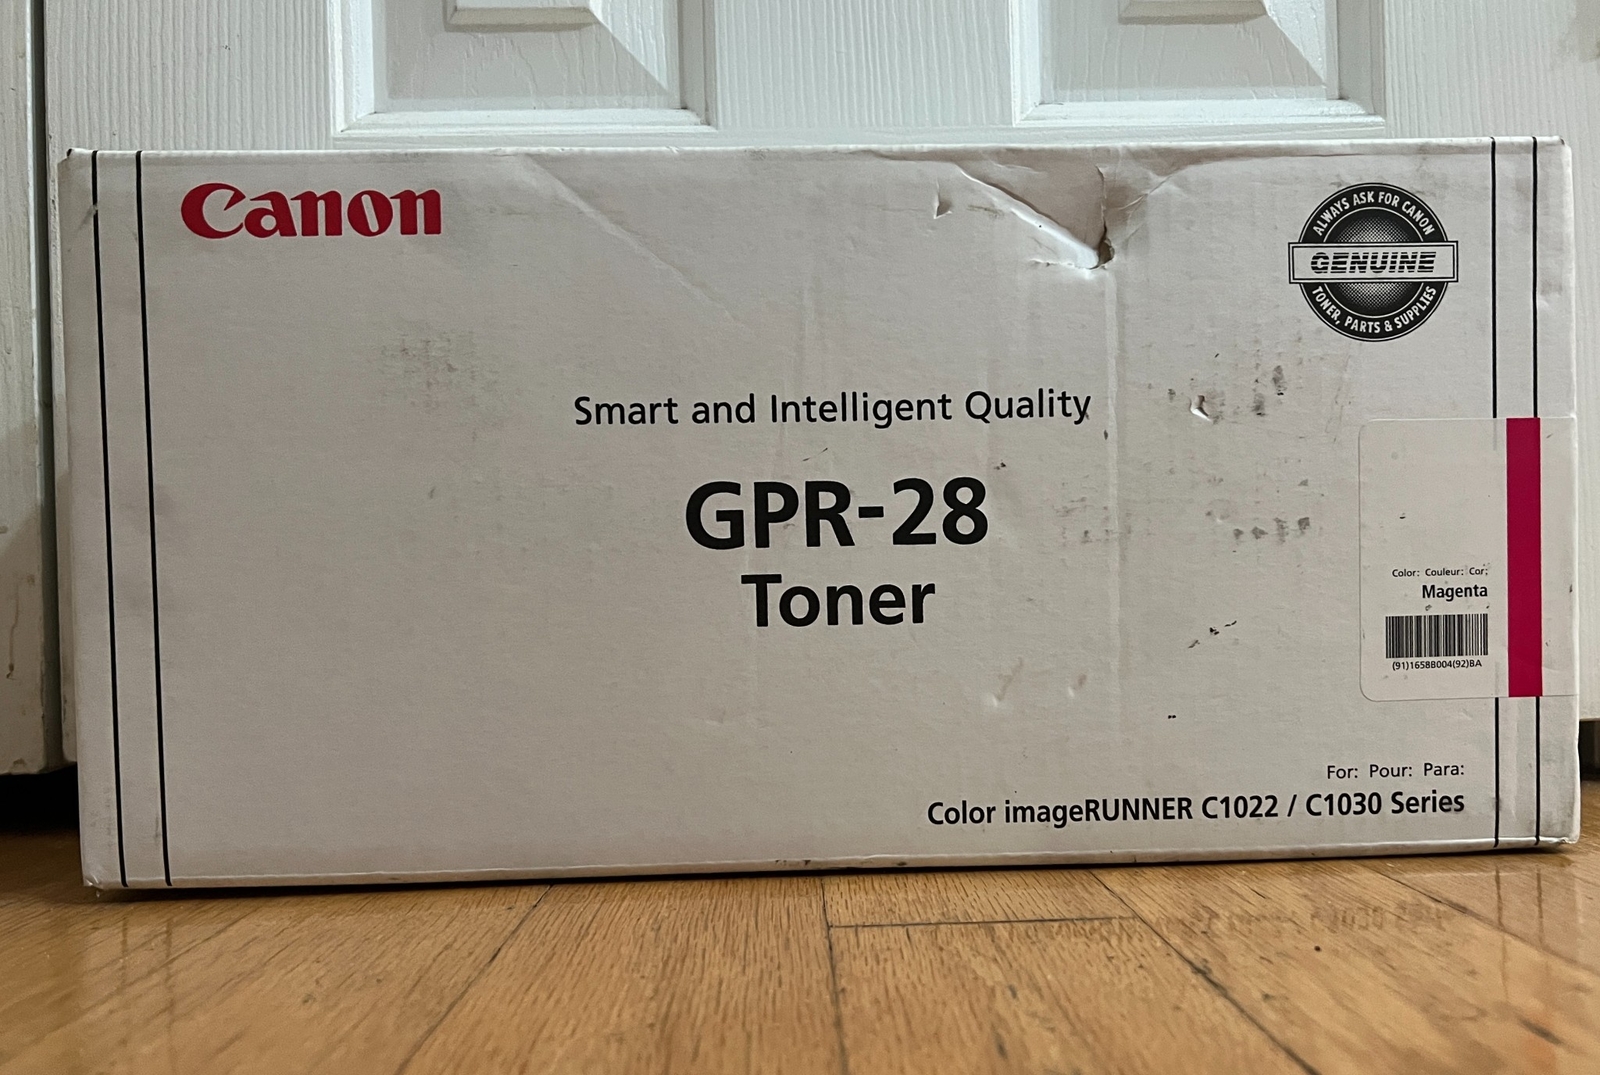 Canon
ALWAYS ASK FOR CANON
GENUINE
TONER, PARTS & SUPPLIES
Smart and Intelligent Quality
GPR-28
Toner
Color: Couleur: Cor:
Magenta
(91)1658B004(92)BA
For: Pour: Para:
Color imageRUNNER C1022 / C1030 Series